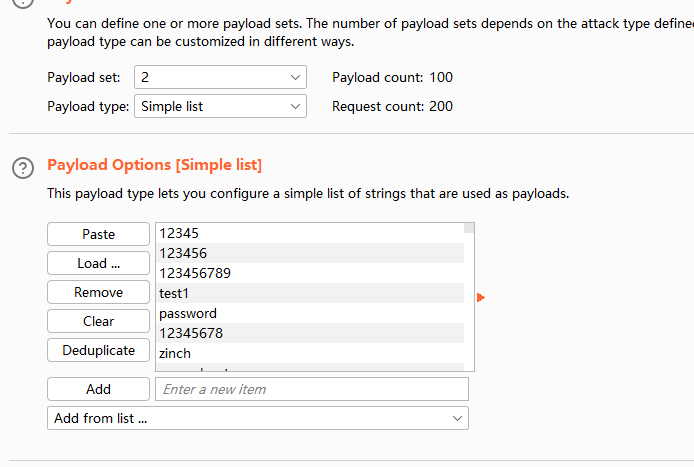 You can define one or more payload sets. The number of payload sets depends on the attack type
payload type can be customized in different ways.
Payload set: 2 Payload count: 100
Payload type: Simple list Request count: 200
Payload Options [Simple list]
This payload type lets you configure a simple list of strings that are used as payloads.
Paste
Load ...
Remove
Clear
Deduplicate
12345
123456
123456789
test1
password
12345678
zinch
Add
Enter a new item
Add from list ...